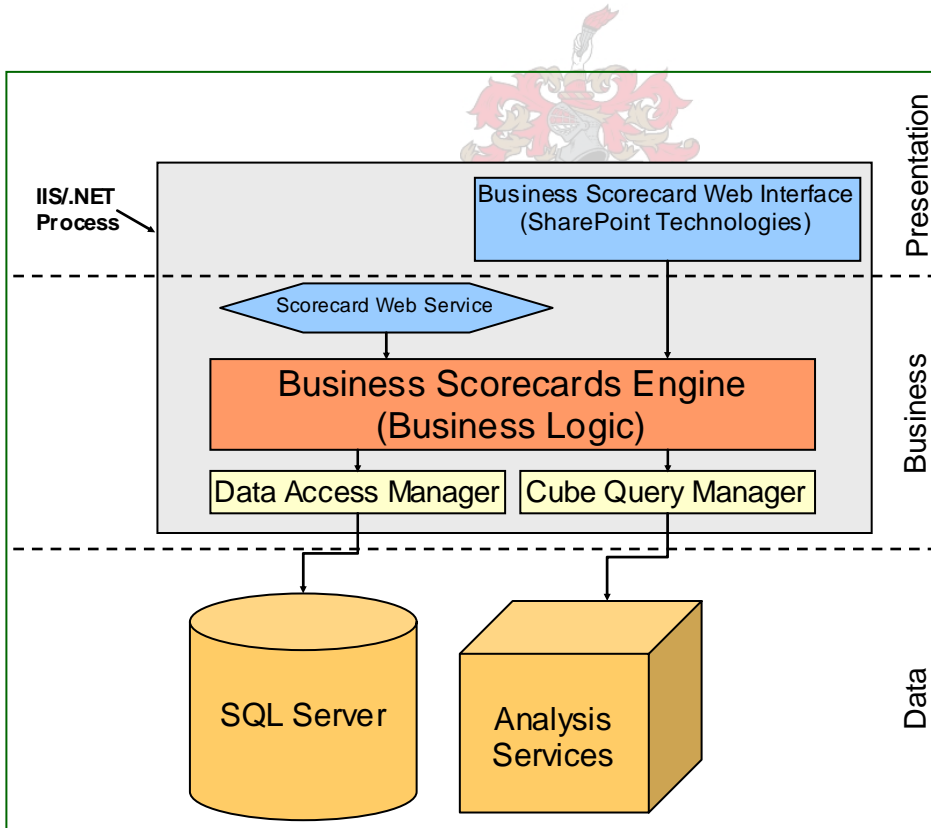 Presentation
IIS/.NET
Process
Business Scorecard Web Interface
(SharePoint Technologies)
Scorecard Web Service
Business Scorecards Engine
(Business Logic)
Business
Data Access Manager
Cube Query Manager
SQL Server
Analysis
Services
Data